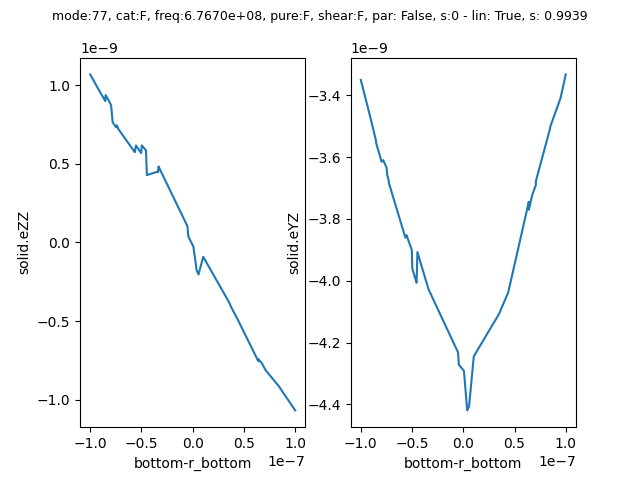 mode:77, cat:F, freq:6.7670e+08, pure:F, shear:F, par: False, s:0 - lin: True, s: 0.9939
1e−9
1.0
0.5
0.0
−0.5
−1.0
solid.eZZ
−1.0 −0.5 0.0 0.5 1.0
bottom-r_bottom 1e−7
1e−9
−3.4
−3.6
−3.8
−4.0
−4.2
−4.4
solid.eYZ
−1.0 −0.5 0.0 0.5 1.0
bottom-r_bottom 1e−7